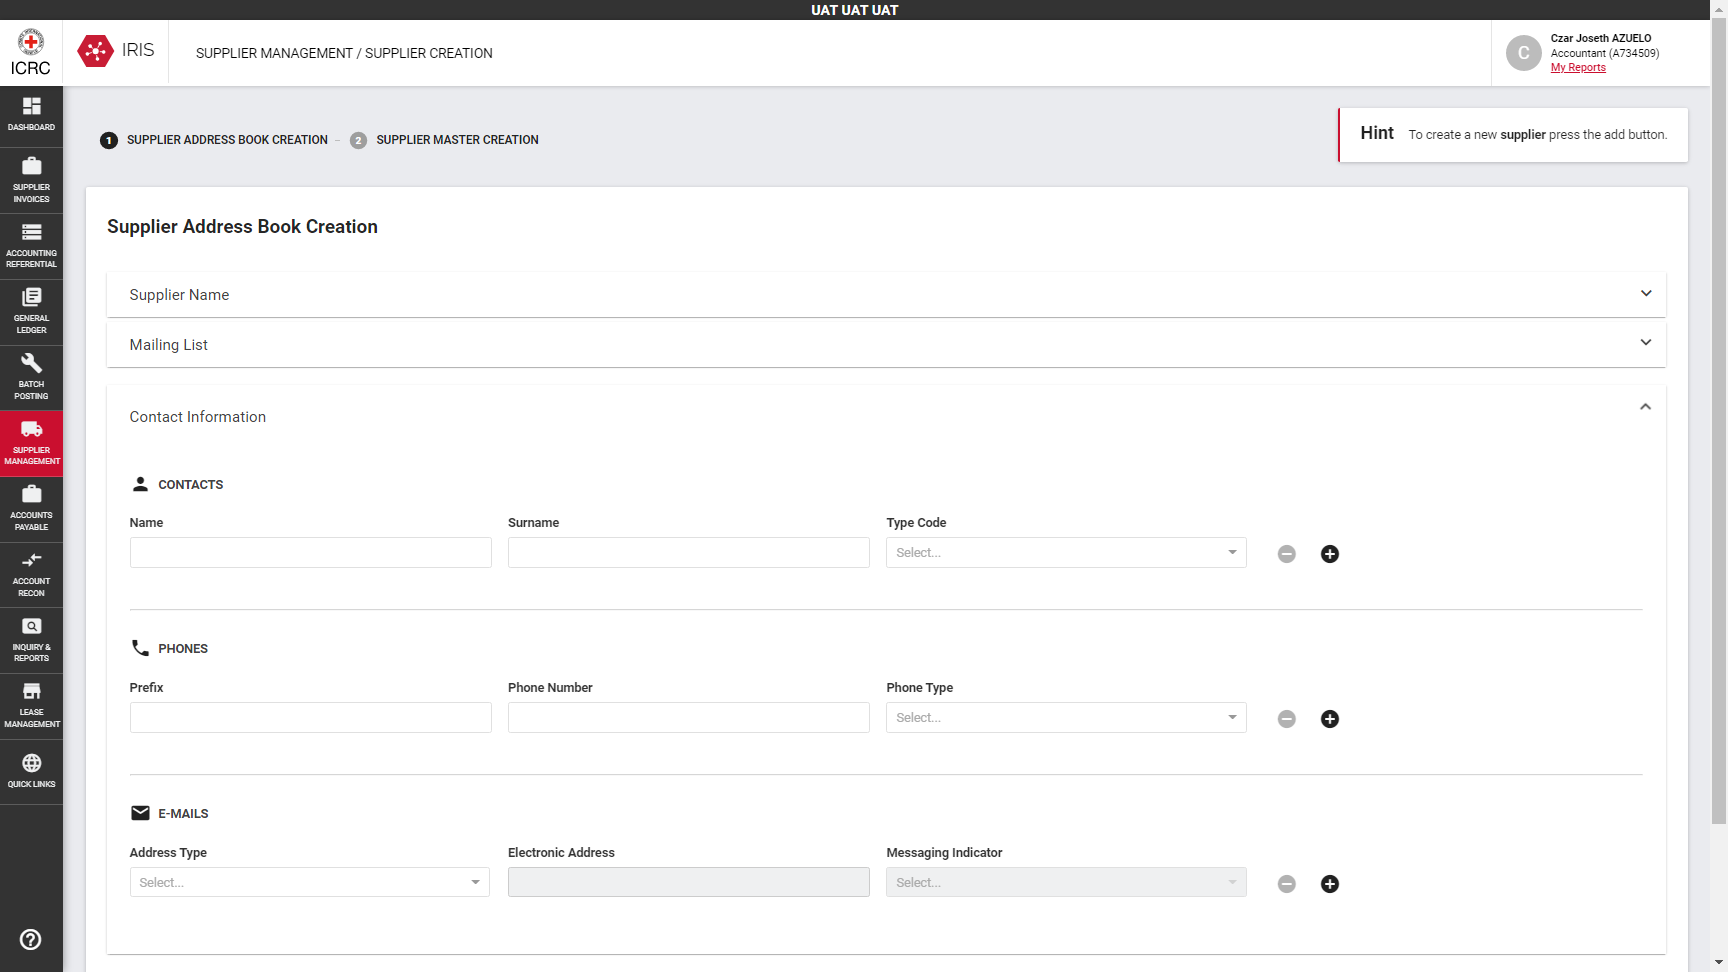 UAT UAT UAT
ICRC
IRIS
SUPPLIER MANAGEMENT / SUPPLIER CREATION
C
Czar Joseth AZUELO
Accountant (A734509)
My Reports
DASHBOARD
SUPPLIER
INVOICES
ACCOUNTING
REFERENTIAL
GENERAL
LEDGER
BATCH
POSTING
SUPPLIER
MANAGEMENT
ACCOUNTS
PAYABLE
ACCOUNT
RECON
INQUIRY &
REPORTS
LEASE
MANAGEMENT
QUICK LINKS
1 SUPPLIER ADDRESS BOOK CREATION – 2 SUPPLIER MASTER CREATION
Hint To create a new supplier press the add button.
Supplier Address Book Creation
Supplier Name
Mailing List
Contact Information
CONTACTS
Name Surname Type Code
Select...
PHONES
Prefix Phone Number Phone Type
Select...
E-MAILS
Address Type Electronic Address Messaging Indicator
Select... Select...